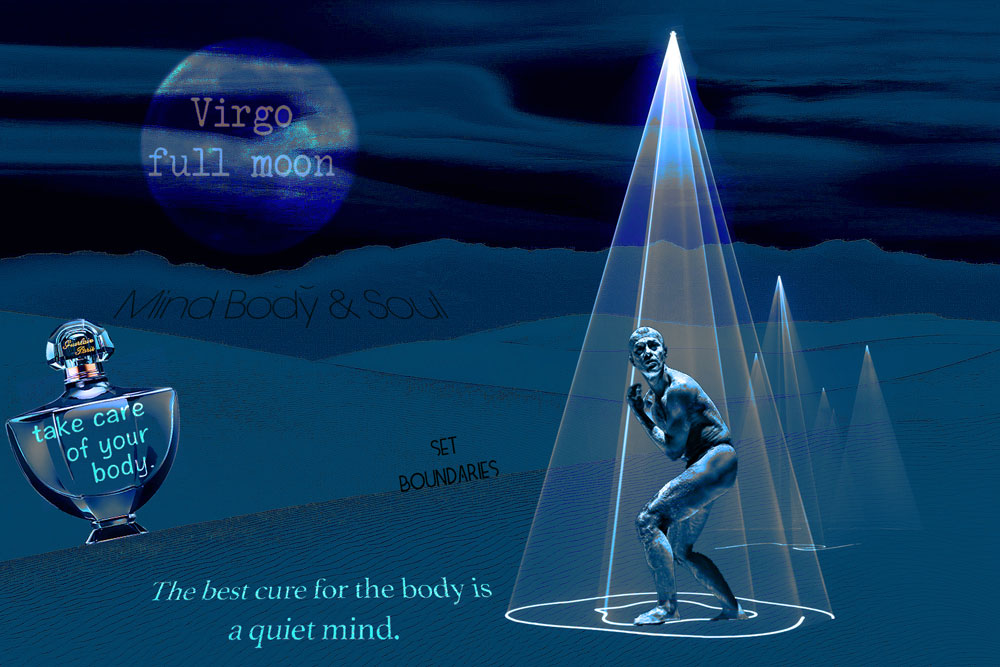 Virgo
full moon
Mind Body & Soul
Guerlain
Paris
take care
of your
body.
SET
BOUNDARIES
The best cure for the body is
a quiet mind.